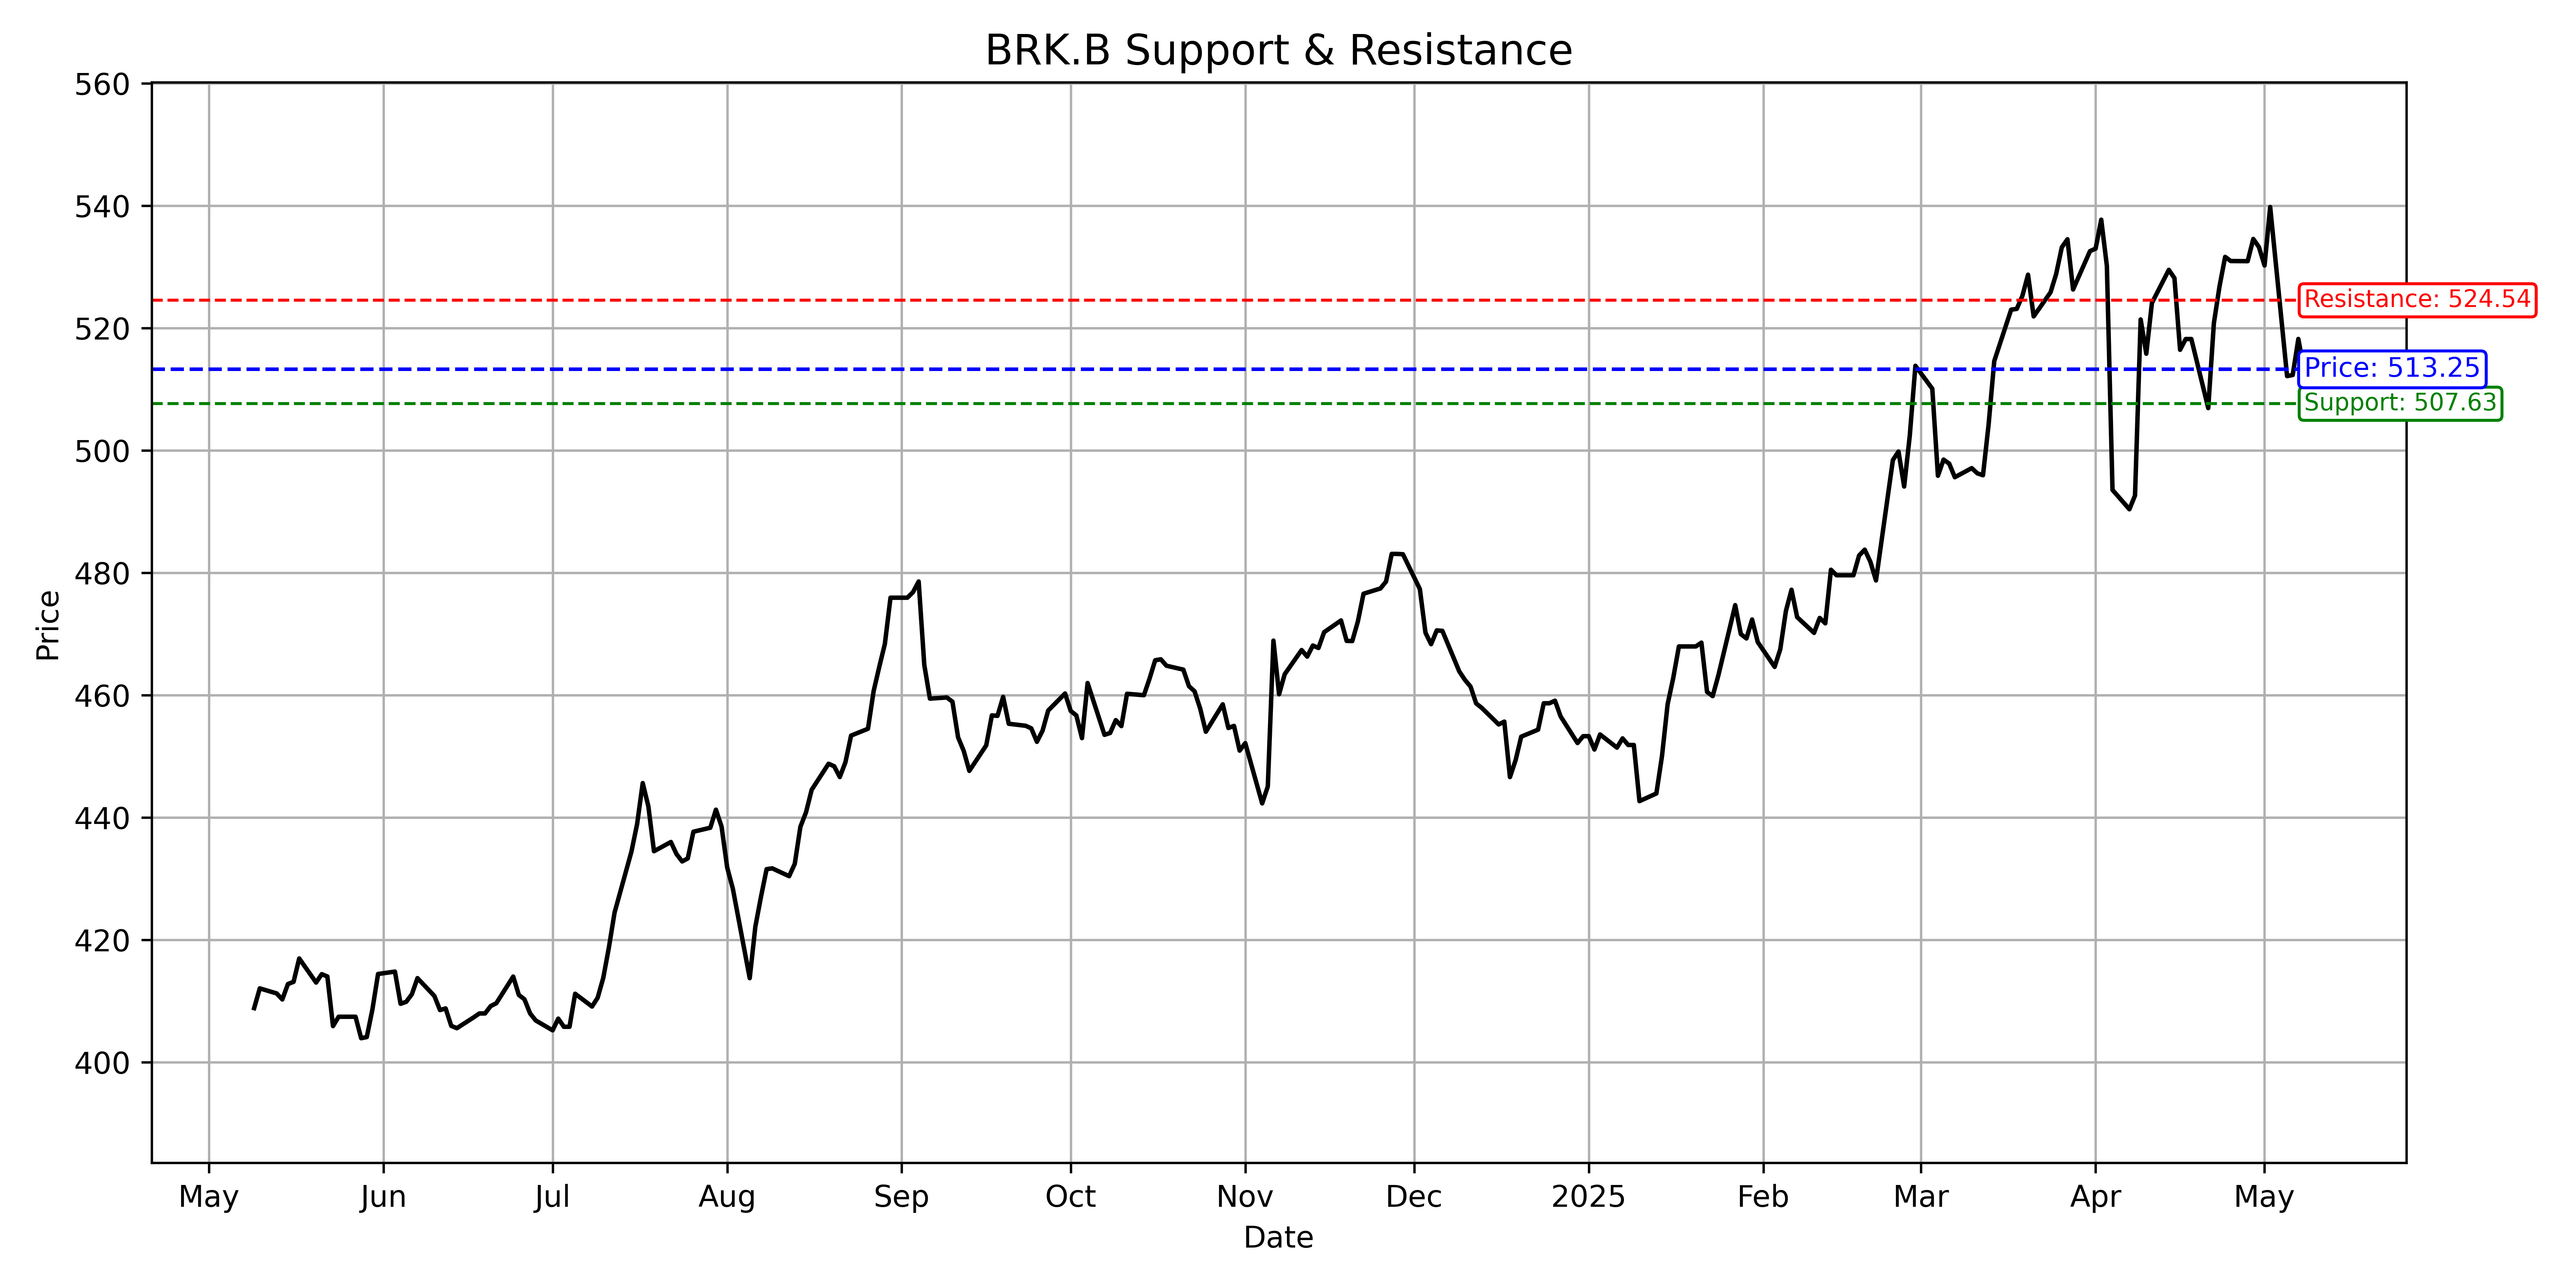 BRK.B Support & Resistance
560
540
520
500
480
460
440
420
400
Price
Resistance: 524.54
Price: 513.25
Support: 507.63
May
Jun
Jul
Aug
Sep
Oct
Nov
Dec
2025
Feb
Mar
Apr
May
Date